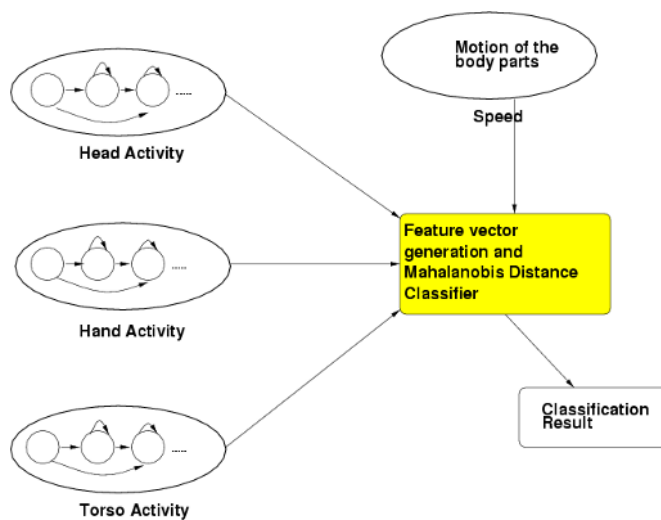 Motion of the
body parts
Speed
.....
Head Activity
Feature vector
generation and
Mahalanobis Distance
Classifier
.....
Hand Activity
Classification
Result
.....
Torso Activity